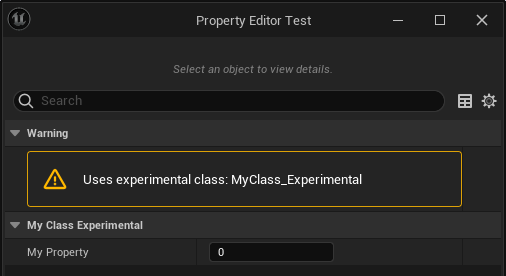 Property Editor Test
Select an object to view details.
Search
Warning
Uses experimental class: MyClass_Experimental
My Class Experimental
My Property 0